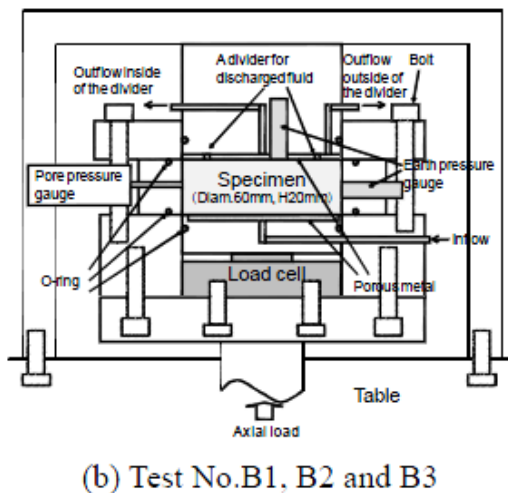 Outflow inside
of the divider
A divider for
discharged fluid
Outflow
outside of
the divider
Bolt
Pore pressure
gauge
Specimen
(Diam.60mm, H20mm)
Earth pressure
gauge
Inflow
O-ring
Load cell
Porous metal
Table
Axial load
(b) Test No.B1, B2 and B3